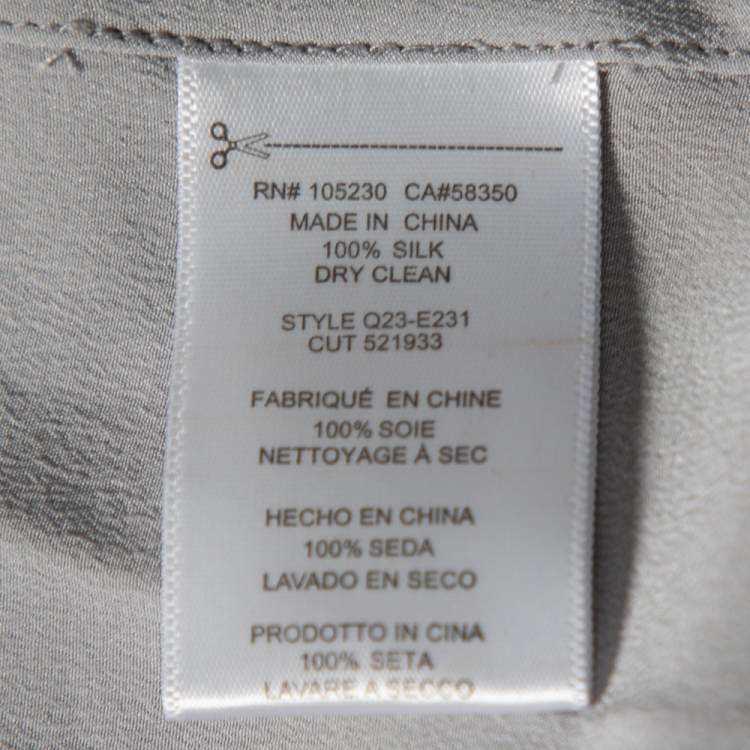 RN# 105230 CA#58350
MADE IN CHINA
100% SILK
DRY CLEAN
STYLE Q23-E231
CUT 521933
FABRIQUÉ EN CHINE
100% SOIE
NETTOYAGE À SEC
HECHO EN CHINA
100% SEDA
LAVADO EN SECO
PRODOTTO IN CINA
100% SETA
LAVARE A SECCO